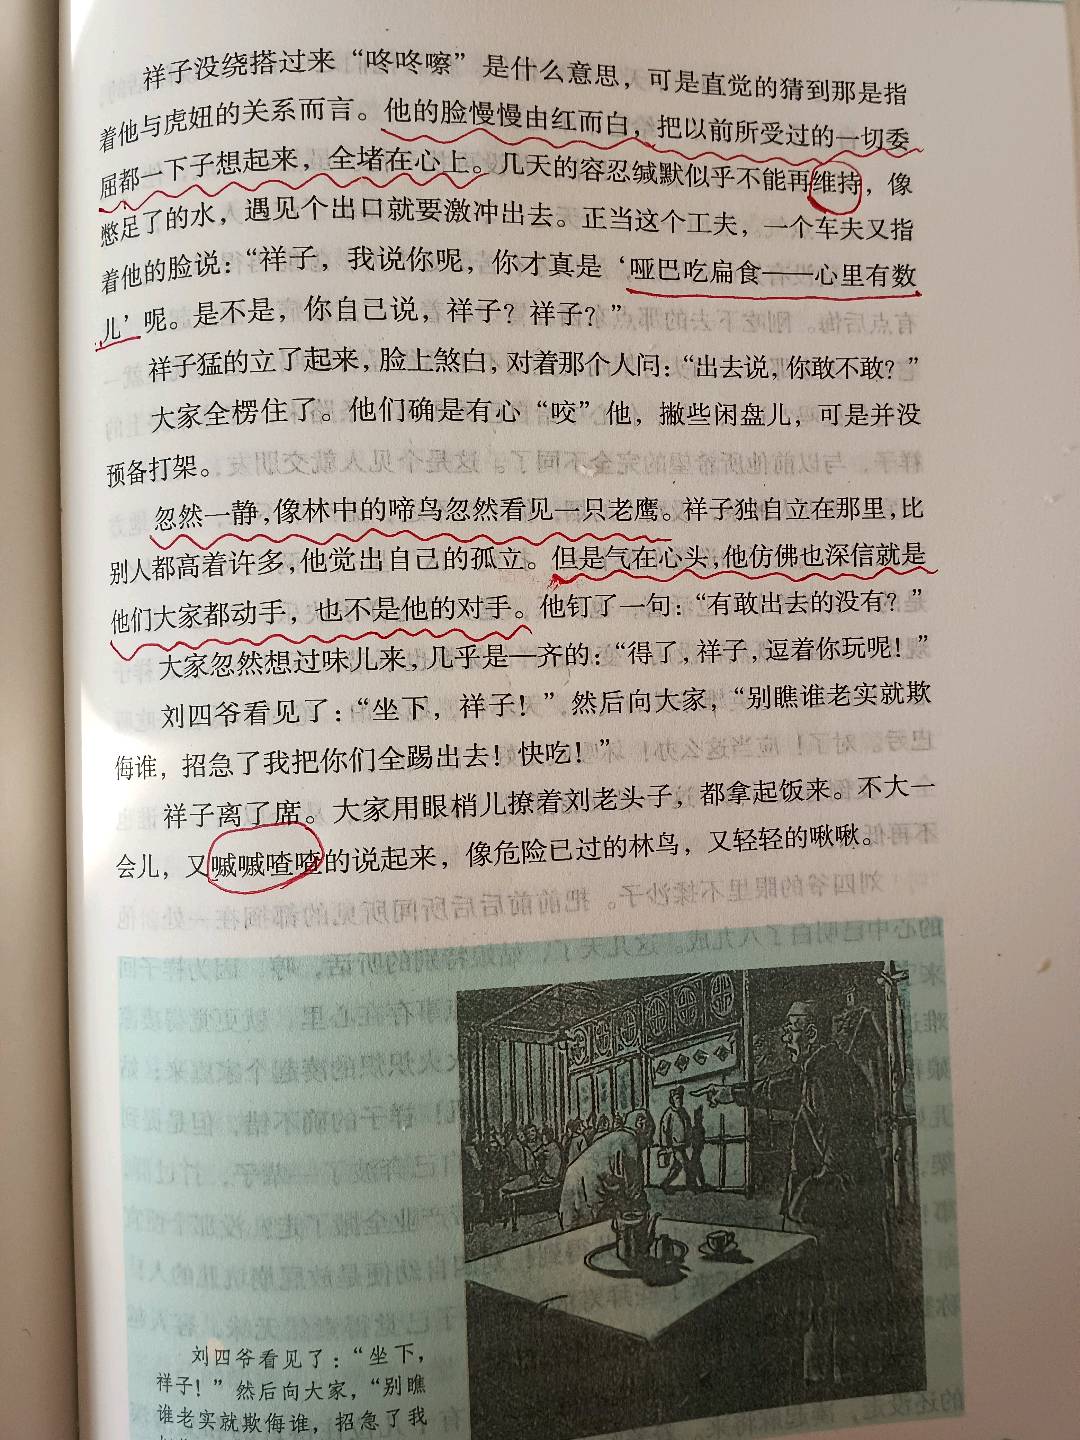 祥子没绕搭过来“咚咚嚓”是什么意思，可是直觉的猜到那是指
着他与虎妞的关系而言。他的脸慢慢由红而白，把以前所受过的一切委
屈都一下子想起来，全堵在心上。几天的容忍缄默似乎不能再维持，像
憋足了的水，遇见个出口就要激冲出去。正当这个工夫，一个车夫又指
着他的脸说：“祥子，我说你呢，你才真是‘哑巴吃扁食——心里有数
儿’呢。是不是，你自己说，祥子？祥子？”
祥子猛的立了起来，脸上煞白，对着那个人问：“出去说，你敢不敢？”
大家全楞住了。他们确是有心“咬”他，撇些闲盘儿，可是并没
预备打架。
忽然一静，像林中的啼鸟忽然看见一只老鹰。祥子独自立在那里，比
别人都高着许多，他觉出自己的孤立。但是气在心头，他仿佛也深信就是
他们大家都动手，也不是他的对手。他钉了一句：“有敢出去的没有？”
大家忽然想过味儿来，几乎是一齐的：“得了，祥子，逗着你玩呢！”
刘四爷看见了：“坐下，祥子！”然后向大家，“别瞧谁老实就欺
侮谁，招急了我把你们全踢出去！快吃！”
祥子离了席。大家用眼梢儿撩着刘老头子，都拿起饭来。不大一
会儿，又嘁嘁喳喳的说起来，像危险已过的林鸟，又轻轻的啾啾。
刘四爷看见了：“坐下，
祥子！”然后向大家，“别瞧
谁老实就欺侮谁，招急了我